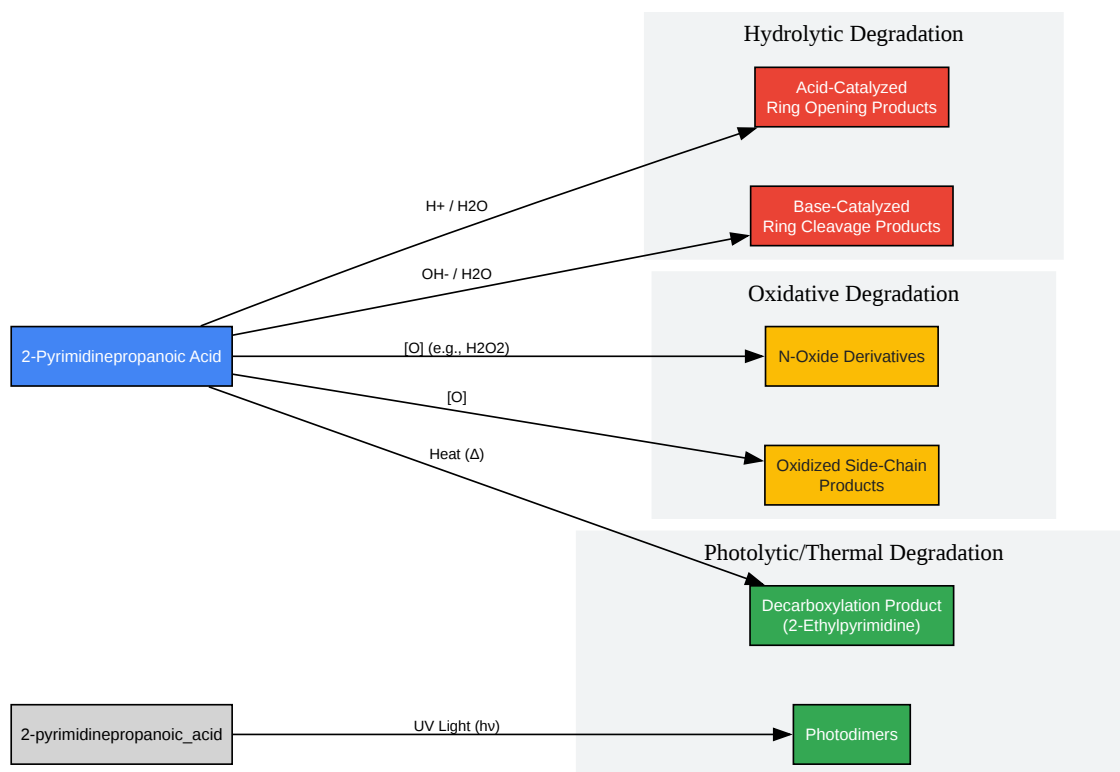 Hydrolytic Degradation
Acid-Catalyzed
Ring Opening Products
H+ / H2O
Base-Catalyzed
Ring Cleavage Products
OH- / H2O
Oxidative Degradation
2-Pyrimidinepropanoic Acid
[O] (e.g., H2O2)
N-Oxide Derivatives
[O]
Heat (Δ)
Oxidized Side-Chain
Products
Photolytic/Thermal Degradation
Decarboxylation Product
(2-Ethylpyrimidine)
2-pyrimidinepropanoic_acid
UV Light (hν)
Photodimers